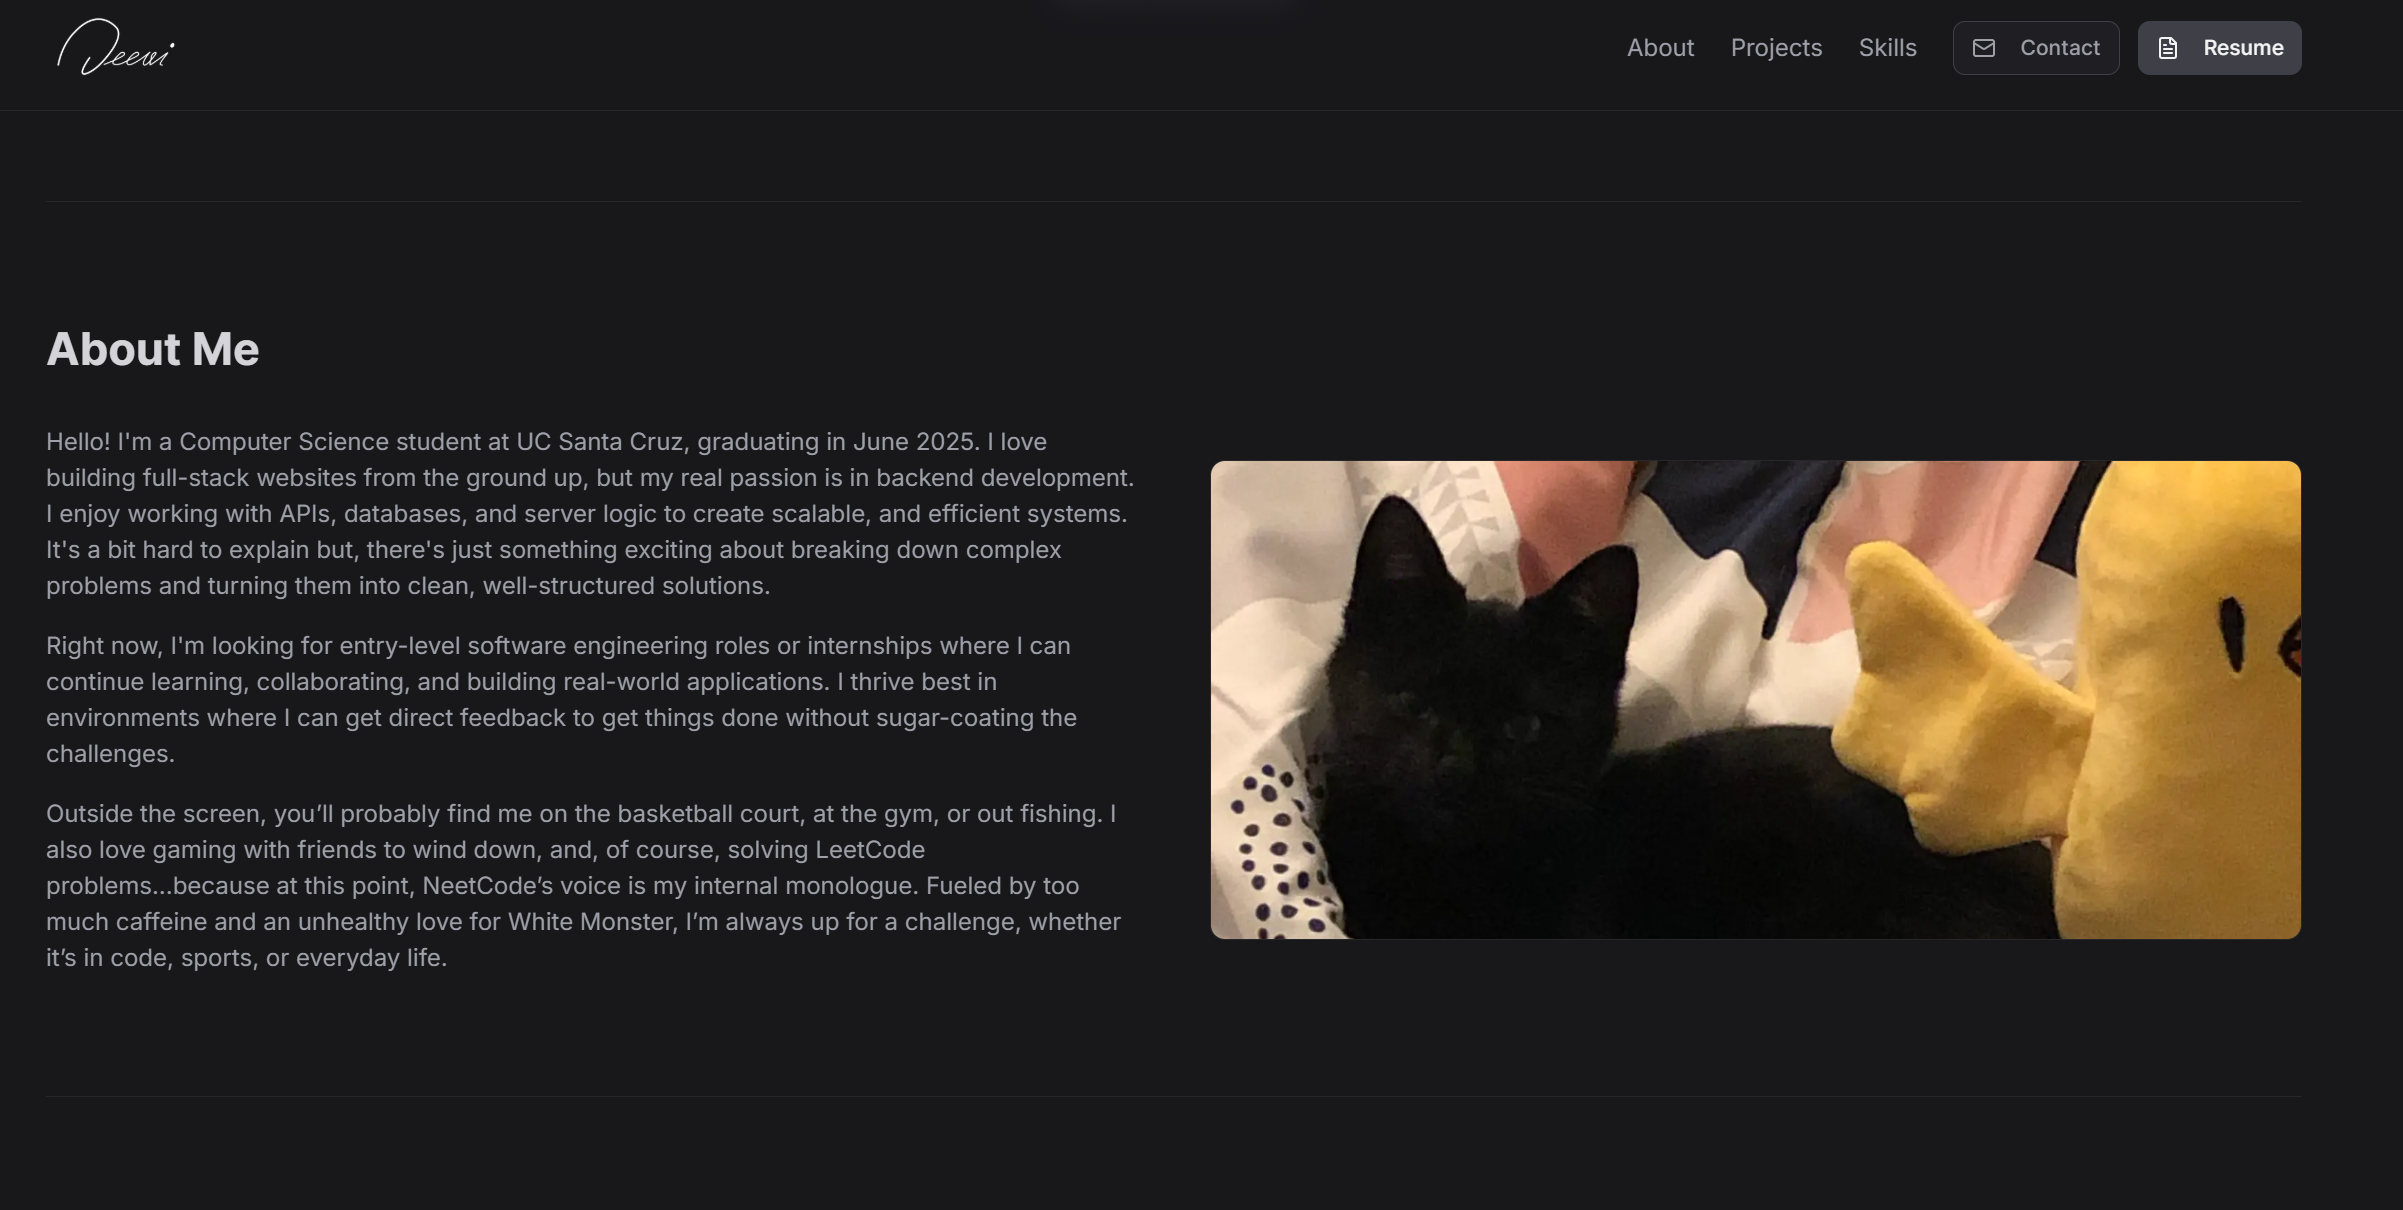 Deewi
About
Projects
Skills
Contact
Resume
About Me
Hello! I'm a Computer Science student at UC Santa Cruz, graduating in June 2025. I love
building full-stack websites from the ground up, but my real passion is in backend development.
I enjoy working with APIs, databases, and server logic to create scalable, and efficient systems.
It's a bit hard to explain but, there's just something exciting about breaking down complex
problems and turning them into clean, well-structured solutions.
Right now, I'm looking for entry-level software engineering roles or internships where I can
continue learning, collaborating, and building real-world applications. I thrive best in
environments where I can get direct feedback to get things done without sugar-coating the
challenges.
Outside the screen, you’ll probably find me on the basketball court, at the gym, or out fishing. I
also love gaming with friends to wind down, and, of course, solving LeetCode
problems...because at this point, NeetCode’s voice is my internal monologue. Fueled by too
much caffeine and an unhealthy love for White Monster, I’m always up for a challenge, whether
it’s in code, sports, or everyday life.